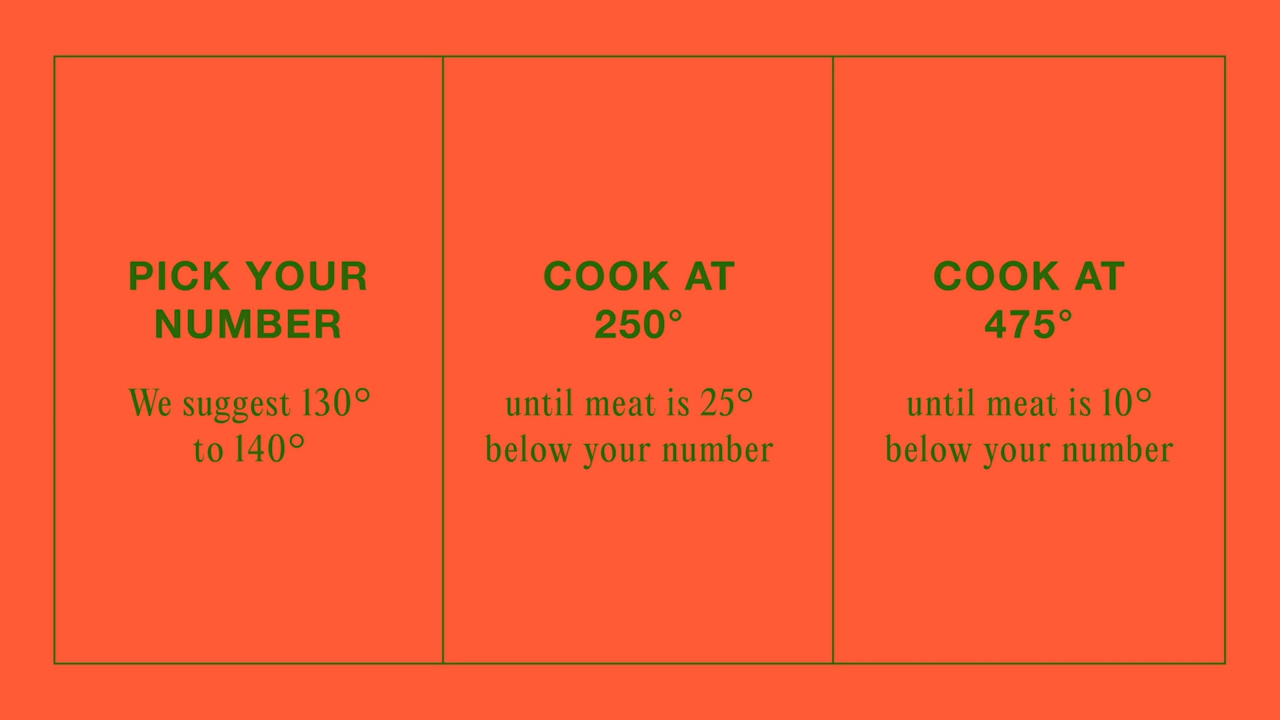 PICK YOUR
NUMBER
We suggest 130°
to 140°
COOK AT
250°
until meat is 25°
below your number
COOK AT
475°
until meat is 10°
below your number